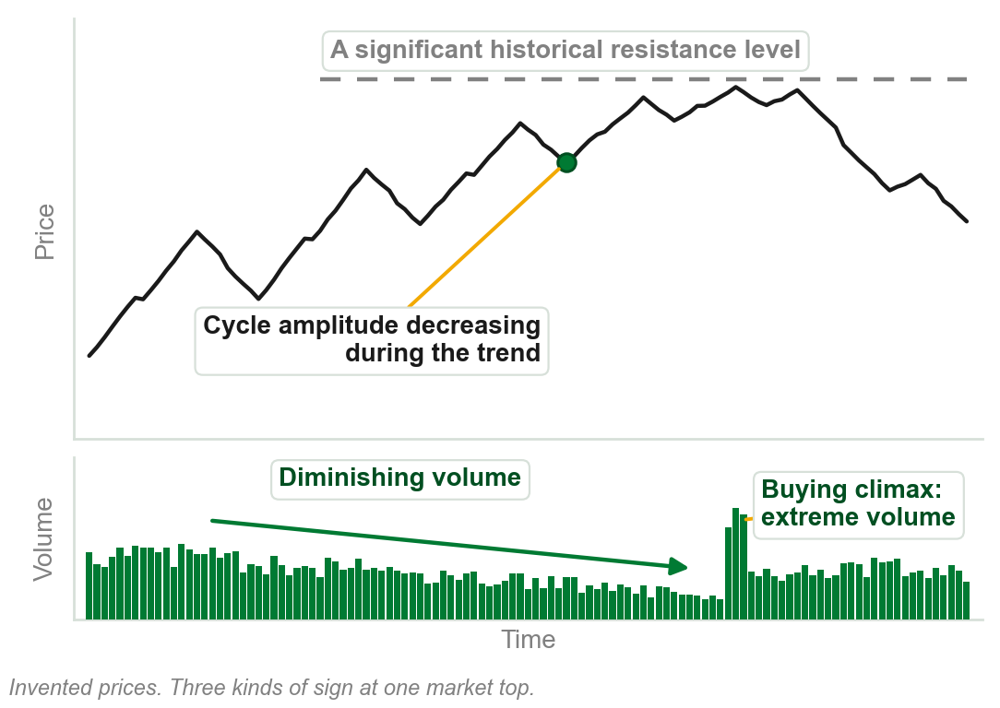 A significant historical resistance level
Price
Cycle amplitude decreasing
during the trend
Diminishing volume
Buying climax:
extreme volume
Volume
Time
Invented prices. Three kinds of sign at one market top.